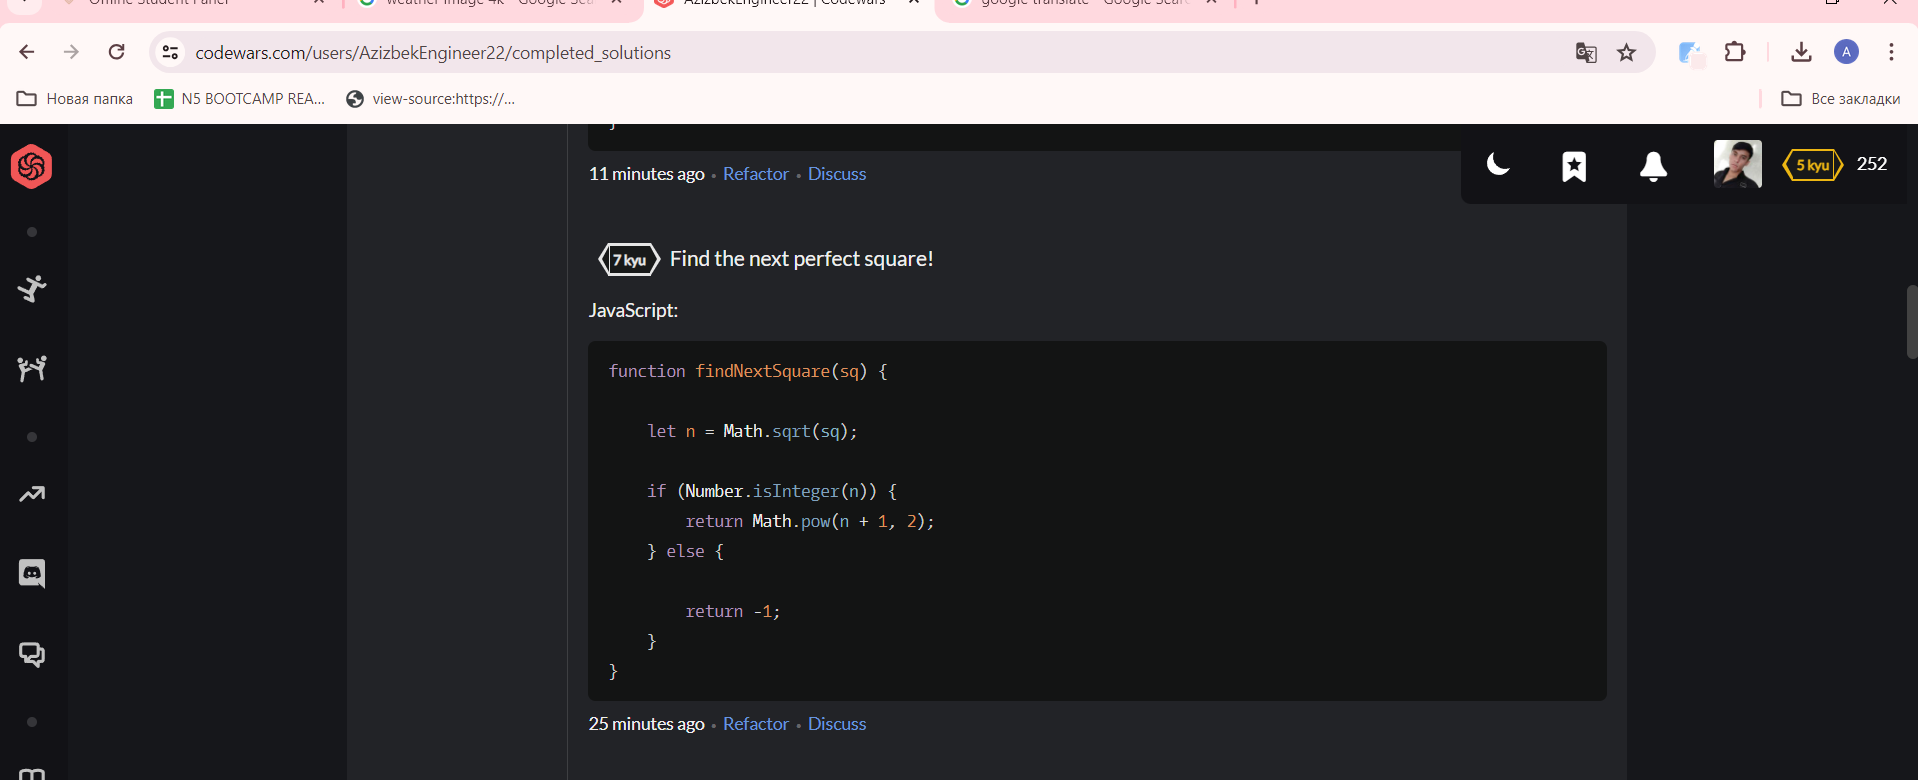 Offline Student Panel
weather image 4k - Google Sea
AzizbekEngineer22 | Codewars
google translate - Google Searc
codewars.com/users/AzizbekEngineer22/completed_solutions
A
Новая папка
N5 BOOTCAMP REA...
view-source:https://...
Все закладки
}
11 minutes ago • Refactor • Discuss
5 kyu
252
7 kyu
Find the next perfect square!
JavaScript:
function findNextSquare(sq) {
let n = Math.sqrt(sq);
if (Number.isInteger(n)) {
return Math.pow(n + 1, 2);
} else {
return -1;
}
}
25 minutes ago • Refactor • Discuss